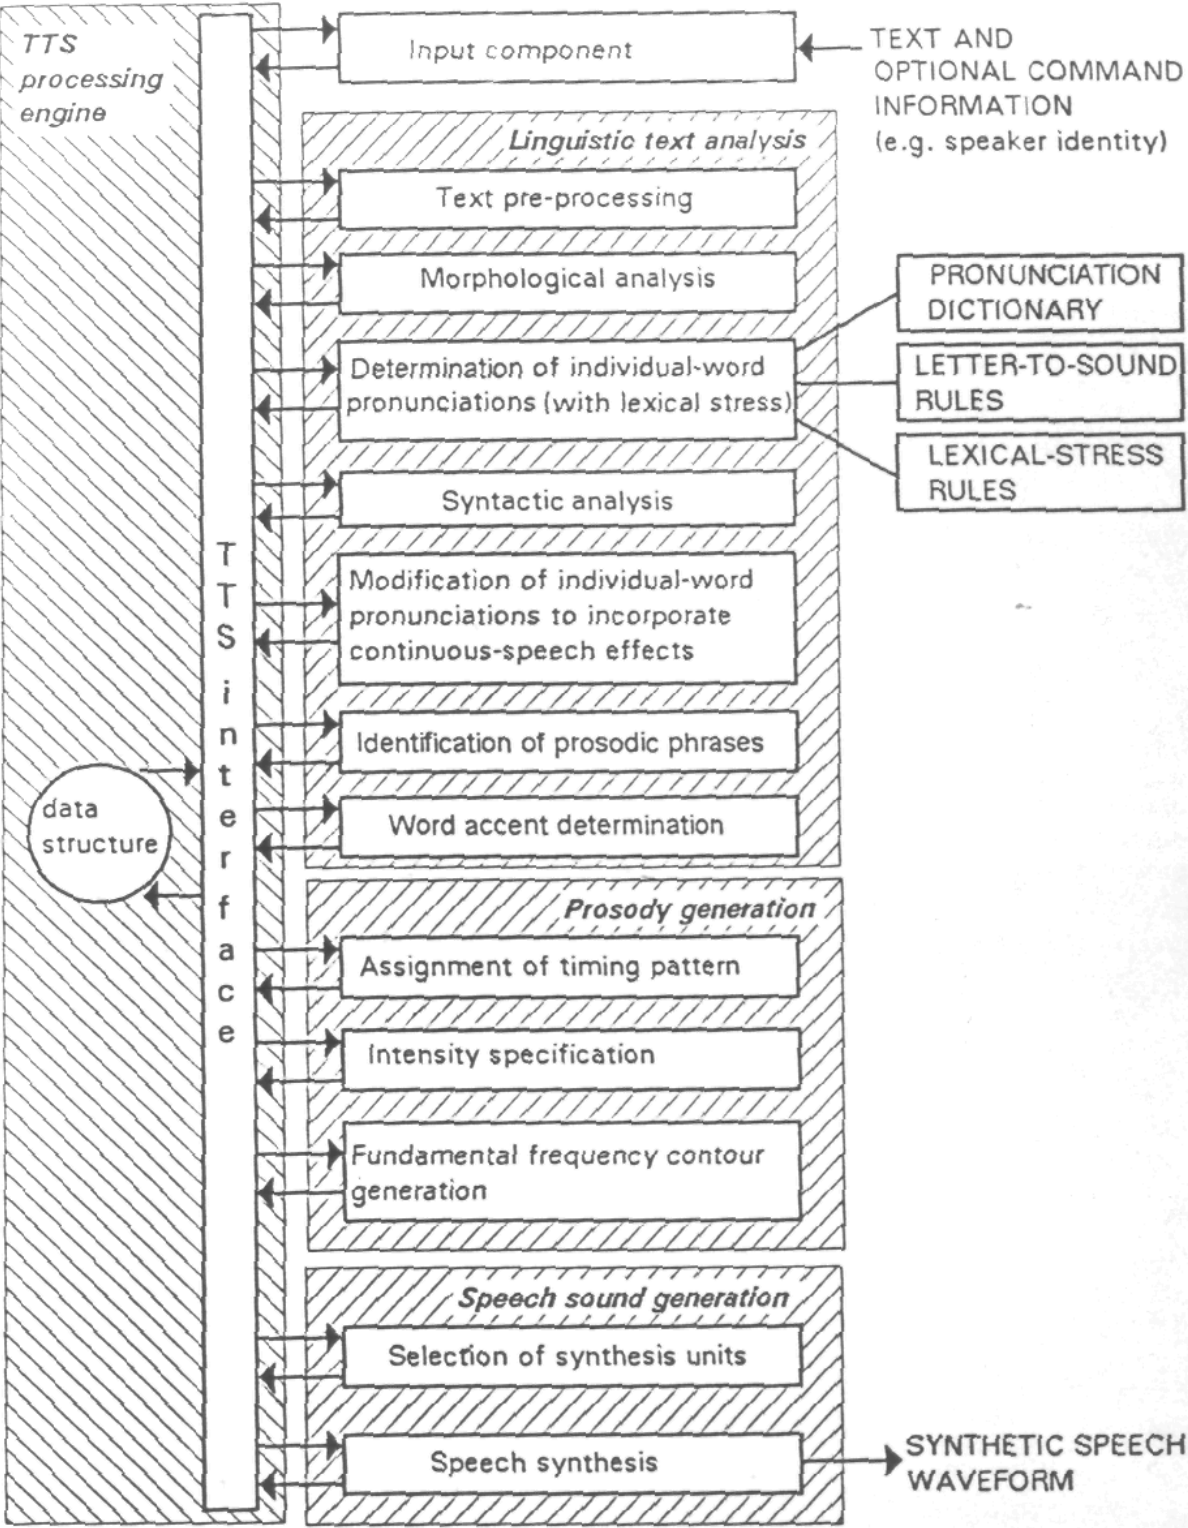 TTS
processing
engine
Input component
TEXT AND
OPTIONAL COMMAND
INFORMATION
(e.g. speaker identity)
Linguistic text analysis
Text pre-processing
Morphological analysis
PRONUNCIATION
DICTIONARY
Determination of individual-word
pronunciations (with lexical stress)
LETTER-TO-SOUND
RULES
LEXICAL-STRESS
RULES
Syntactic analysis
TTS interface
Modification of individual-word
pronunciations to incorporate
continuous-speech effects
Identification of prosodic phrases
data
structure
Word accent determination
Prosody generation
Assignment of timing pattern
Intensity specification
Fundamental frequency contour
generation
Speech sound generation
Selection of synthesis units
Speech synthesis
SYNTHETIC SPEECH
WAVEFORM